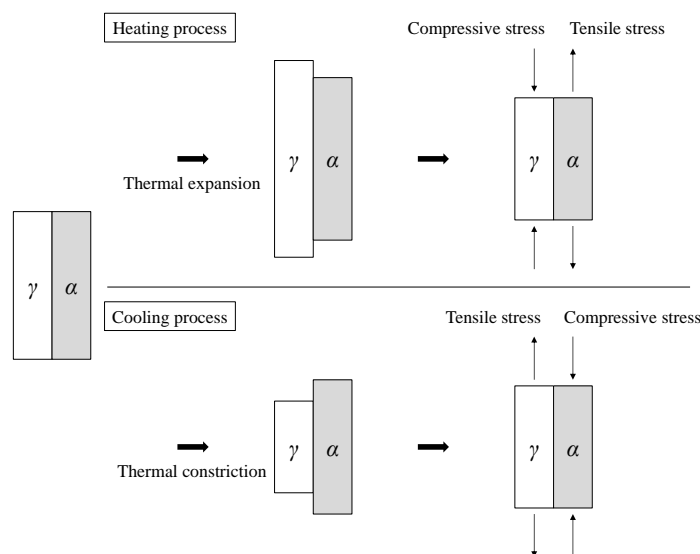 Heating process
Compressive stress
Tensile stress
γ
α
Thermal expansion
γ
α
γ
α
Cooling process
Tensile stress
Compressive stress
γ
α
Thermal constriction
γ
α